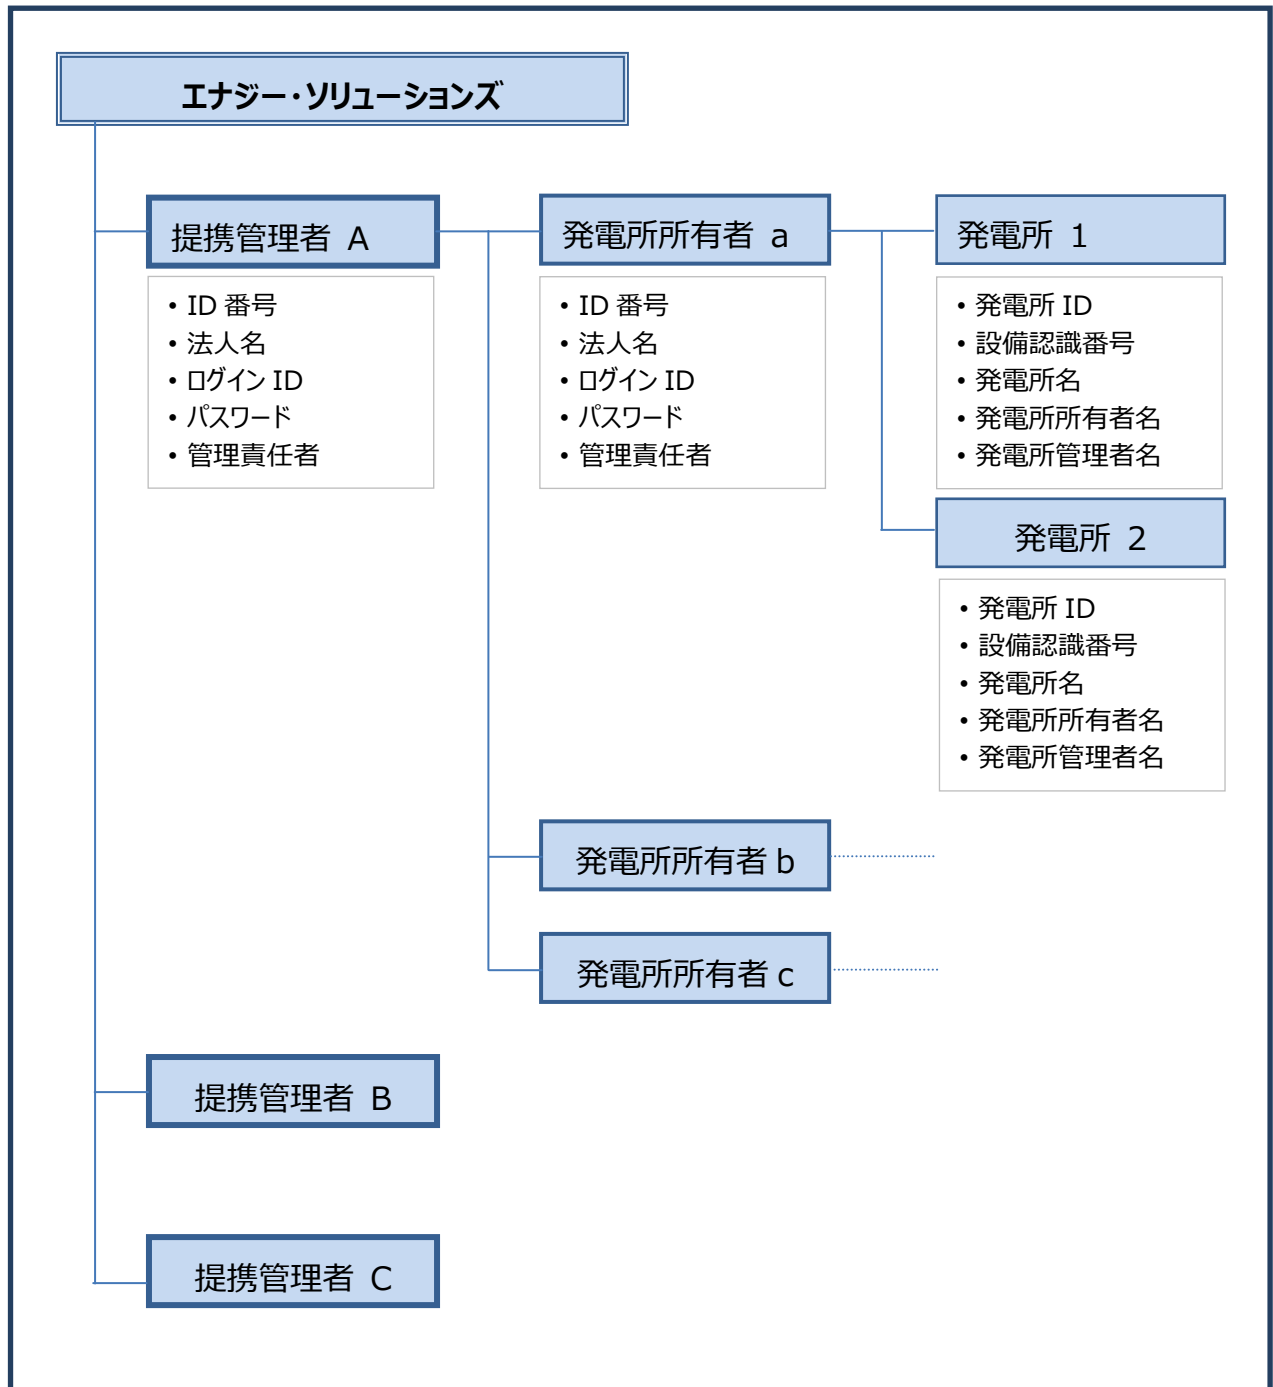 エナジー・ソリューションズ
提携管理者 A
• ID 番号
• 法人名
• ログイン ID
• パスワード
• 管理責任者
発電所所有者 a
• ID 番号
• 法人名
• ログイン ID
• パスワード
• 管理責任者
発電所 1
• 発電所 ID
• 設備認識番号
• 発電所名
• 発電所所有者名
• 発電所管理者名
発電所 2
• 発電所 ID
• 設備認識番号
• 発電所名
• 発電所所有者名
• 発電所管理者名
発電所所有者 b
発電所所有者 c
提携管理者 B
提携管理者 C